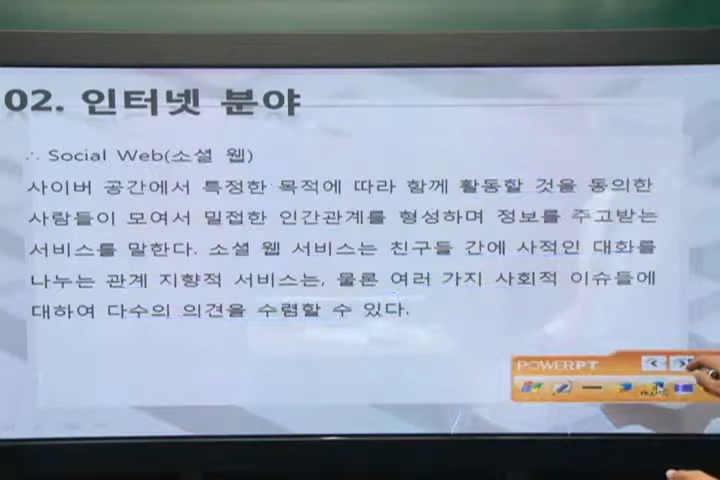 02. 인터넷 분야
∴ Social Web(소셜 웹)
사이버 공간에서 특정한 목적에 따라 함께 활동할 것을 동의한
사람들이 모여서 밀접한 인간관계를 형성하며 정보를 주고받는
서비스를 말한다. 소셜 웹 서비스는 친구들 간에 사적인 대화를
나누는 관계 지향적 서비스는, 물론 여러 가지 사회적 이슈들에
대하여 다수의 의견을 수렴할 수 있다.
POWERPT